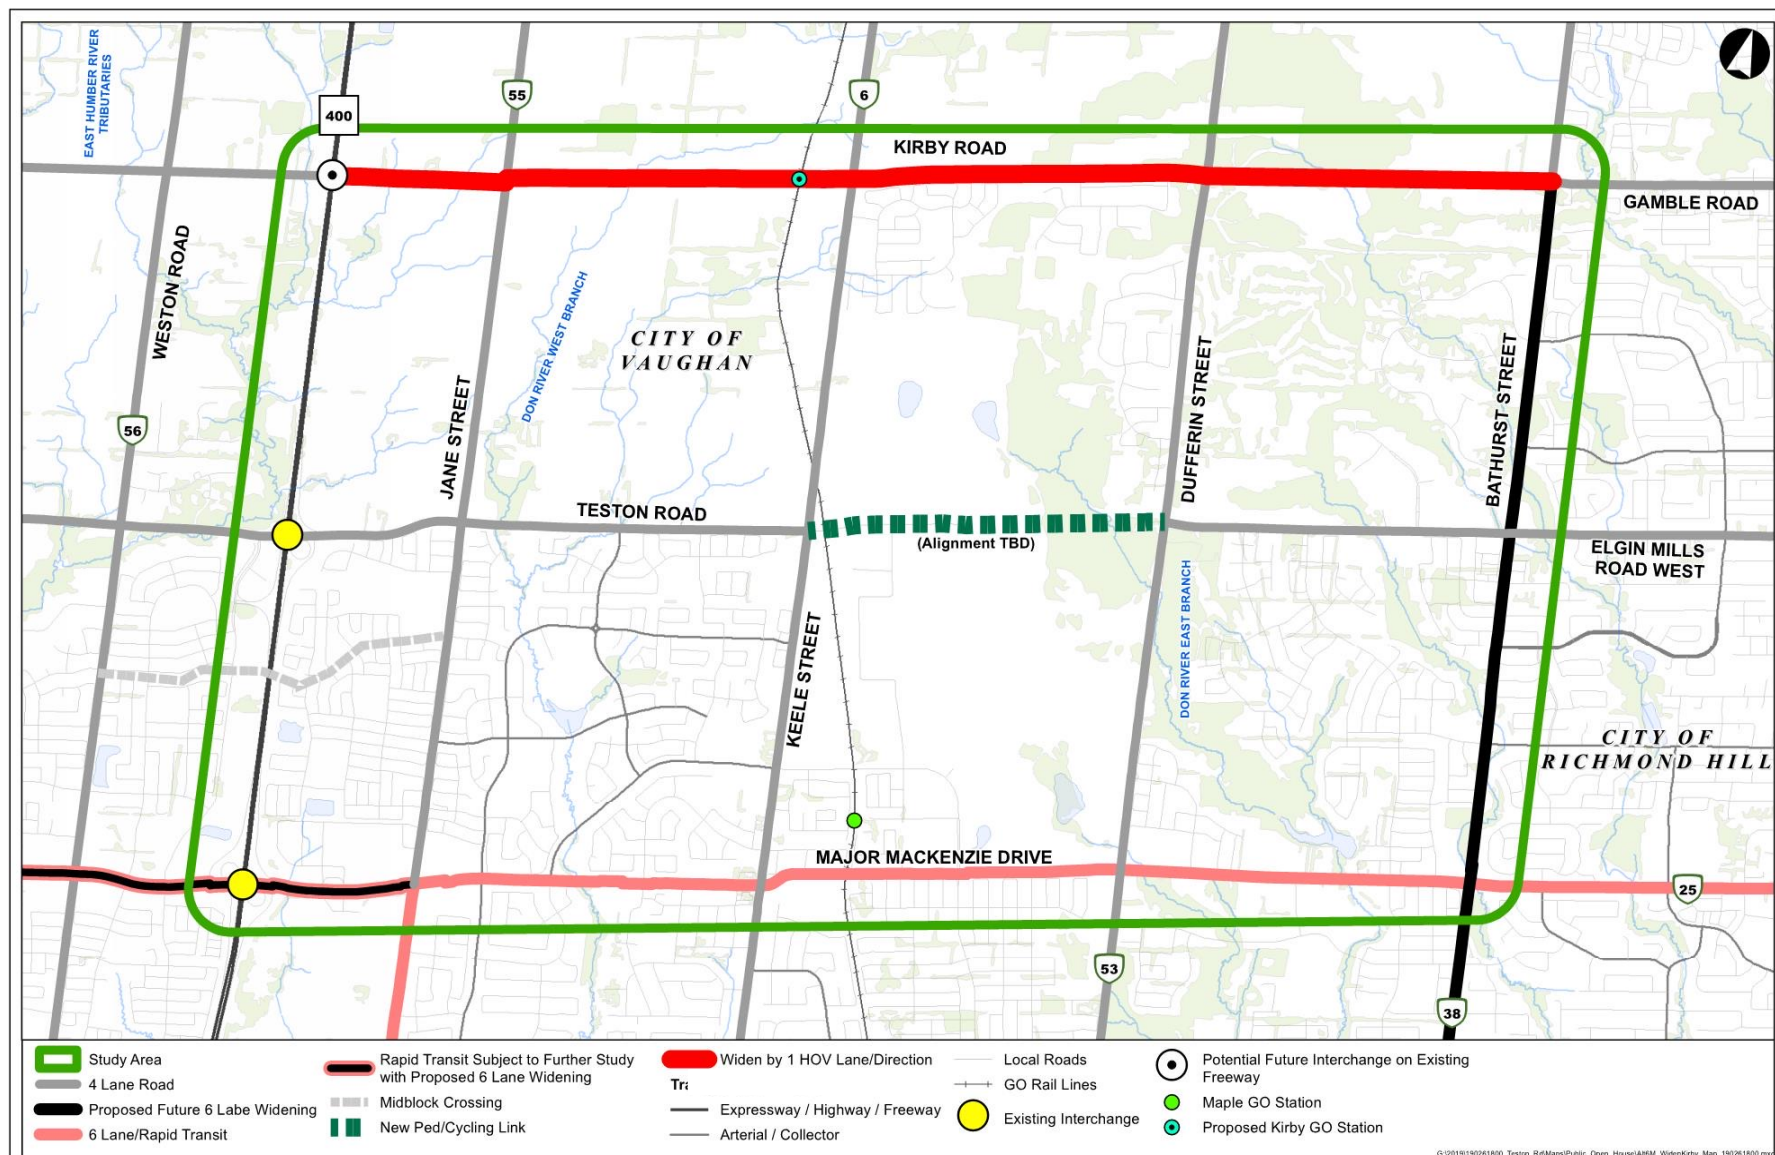 EAST HUMBER RIVER
TRIBUTARIES
400
55
6
KIRBY ROAD
GAMBLE ROAD
WESTON ROAD
56
JANE STREET
DON RIVER WEST BRANCH
CITY OF
VAUGHAN
DUFFERIN STREET
BATHURST STREET
TESTON ROAD
(Alignment TBD)
ELGIN MILLS
ROAD WEST
KEELE STREET
DON RIVER EAST BRANCH
CITY OF
RICHMOND HILL
MAJOR MACKENZIE DRIVE
25
53
38
Study Area
4 Lane Road
Proposed Future 6 Labe Widening
6 Lane/Rapid Transit
Rapid Transit Subject to Further Study
with Proposed 6 Lane Widening
Midblock Crossing
New Ped/Cycling Link
Widen by 1 HOV Lane/Direction
Expressway / Highway / Freeway
Arterial / Collector
Local Roads
GO Rail Lines
Existing Interchange
Potential Future Interchange on Existing
Freeway
Maple GO Station
Proposed Kirby GO Station